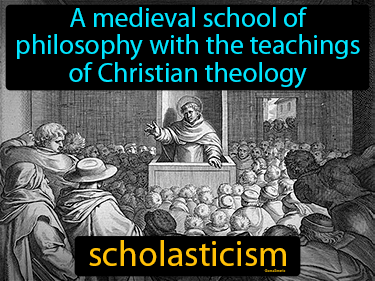 A medieval school of
philosophy with the teachings
of Christian theology
scholasticism